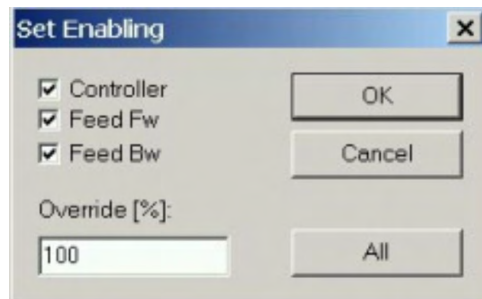 Set Enabling
Controller
Feed Fw
Feed Bw
Override [%]:
100
OK
Cancel
All